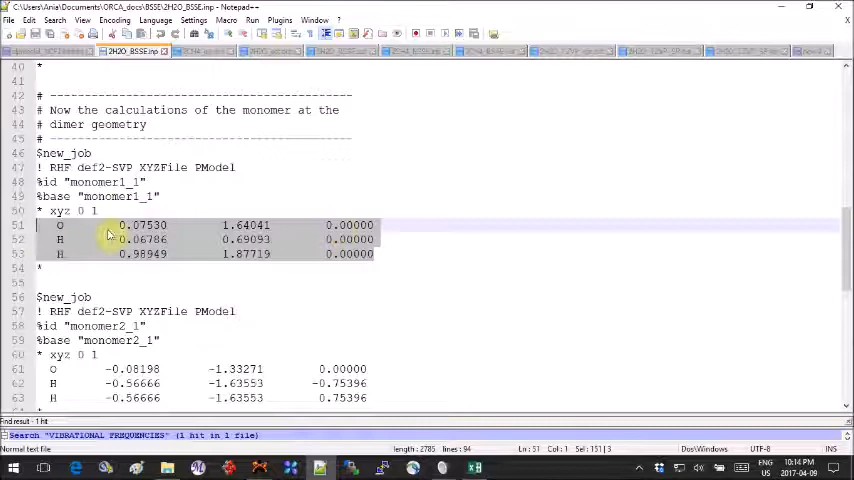 C:\Users\Ania\Documents\ORCA_docs\BSSE\2H2O_BSSE.inp - Notepad++
File Edit Search View Encoding Language Settings Macro Run Plugins Window ?
2H2O_BSSE.inp
40 *
41
42 # -------------------------------------------
43 # Now the calculations of the monomer at the
44 # dimer geometry
45 # -------------------------------------------
46 $new_job
47 ! RHF def2-SVP XYZFile PModel
48 %id "monomer1_1"
49 %base "monomer1_1"
50 * xyz 0 1
51 O 0.07530 1.64041 0.00000
52 H 0.06786 0.69093 0.00000
53 H 0.98949 1.87719 0.00000
54 *
55
56 $new_job
57 ! RHF def2-SVP XYZFile PModel
58 %id "monomer2_1"
59 %base "monomer2_1"
60 * xyz 0 1
61 O -0.08198 -1.33271 0.00000
62 H -0.56666 -1.63553 -0.75396
63 H -0.56666 -1.63553 0.75396
Find result - 1 hit
Search "VIBRATIONAL FREQUENCIES" (1 hit in 1 file)
Normal text file length : 2785 lines : 94 Ln : 51 Col : 1 Sel : 151 | 3 Dos\Windows UTF-8 INS
ENG 10:14 PM
US 2017-04-09